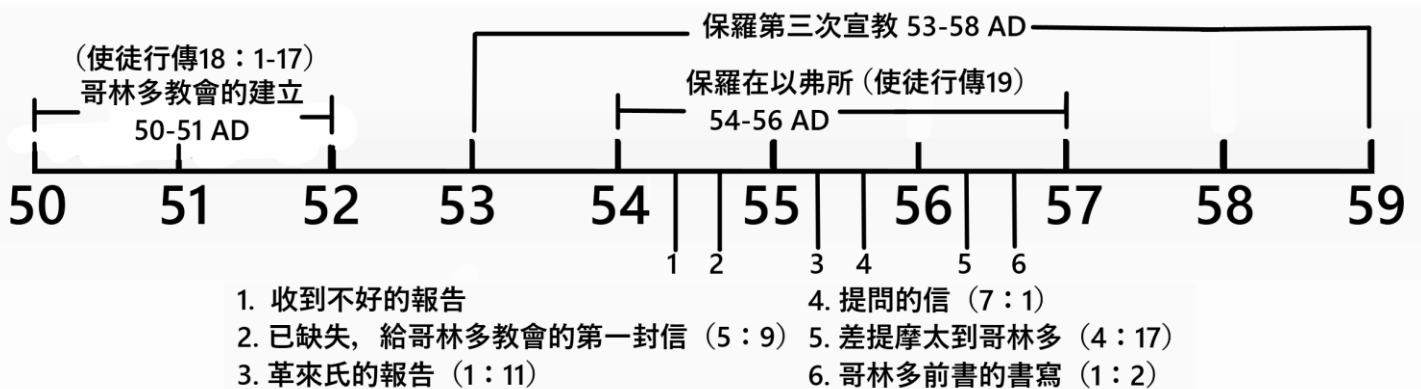 保羅第三次宣教 53-58 AD
(使徒行傳18：1-17)
哥林多教會的建立
50-51 AD
保羅在以弗所 (使徒行傳19)
54-56 AD
50 51 52 53 54 55 56 57 58 59
1 2 3 4 5 6
1. 收到不好的報告
2. 已缺失，給哥林多教會的第一封信（5：9）
3. 革來氏的報告（1：11）
4. 提問的信（7：1）
5. 差提摩太到哥林多（4：17）
6. 哥林多前書的書寫（1：2）